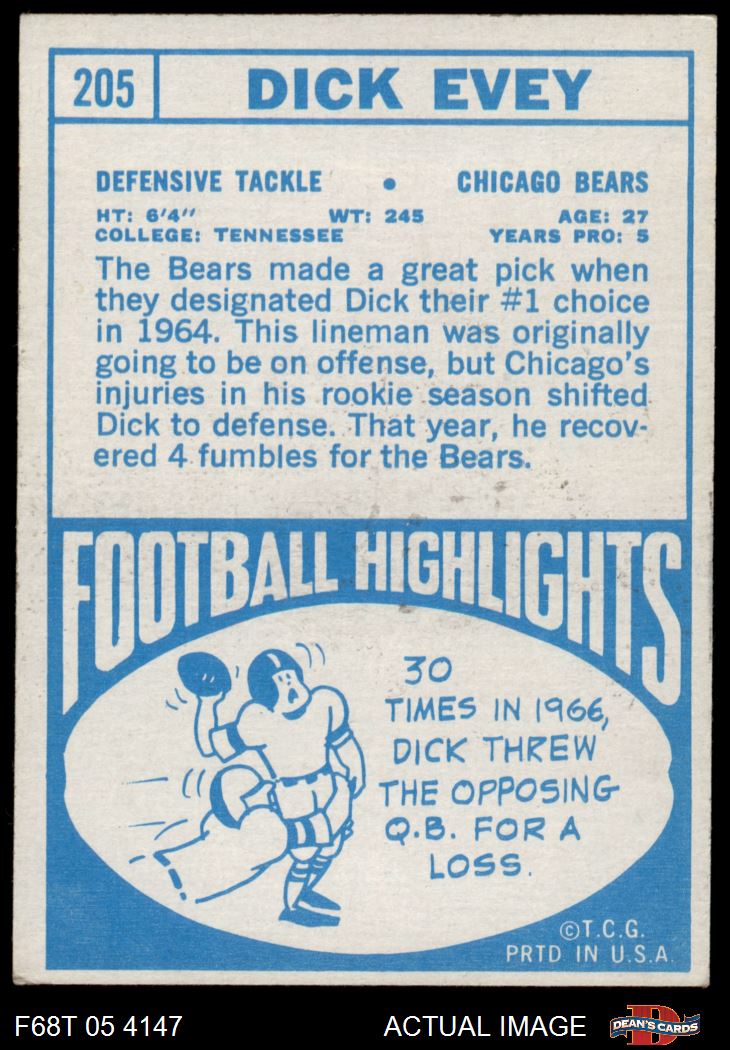 205 DICK EVEY
DEFENSIVE TACKLE • CHICAGO BEARS
HT: 6'4" WT: 245 AGE: 27
COLLEGE: TENNESSEE YEARS PRO: 5
The Bears made a great pick when
they designated Dick their #1 choice
in 1964. This lineman was originally
going to be on offense, but Chicago's
injuries in his rookie season shifted
Dick to defense. That year, he recov-
ered 4 fumbles for the Bears.
FOOTBALL HIGHLIGHTS
30
TIMES IN 1966,
DICK THREW
THE OPPOSING
Q.B. FOR A
LOSS.
©T.C.G.
PRTD IN U.S.A.
F68T 05 4147 ACTUAL IMAGE DEAN'S CARDS